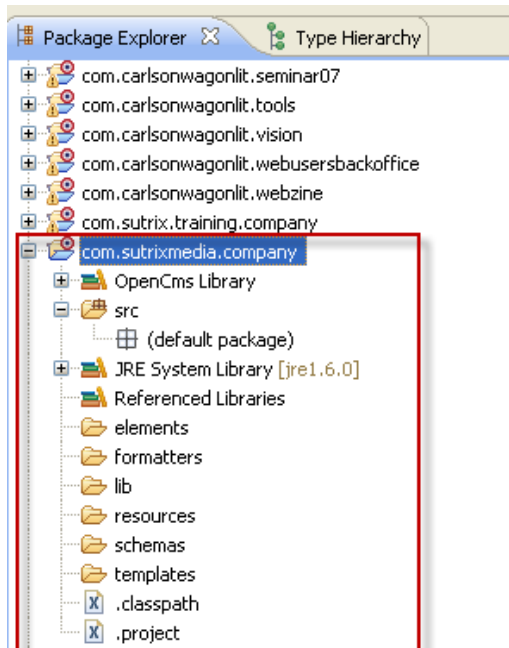 Package Explorer Type Hierarchy
com.carlsonwagonlit.seminar07
com.carlsonwagonlit.tools
com.carlsonwagonlit.vision
com.carlsonwagonlit.webusersbackoffice
com.carlsonwagonlit.webzine
com.sutrix.training.company
com.sutrixmedia.company
OpenCms Library
src
(default package)
JRE System Library [jre1.6.0]
Referenced Libraries
elements
formatters
lib
resources
schemas
templates
.classpath
.project